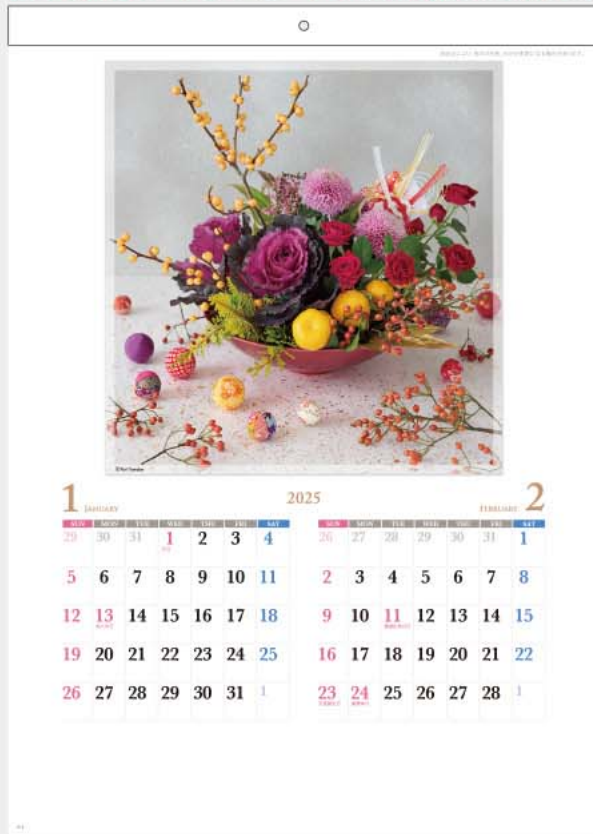 1 JANUARY
2025
FEBRUARY 2
SUN MON TUE WED THU FRI SAT
29 30 31 1 2 3 4
5 6 7 8 9 10 11
12 13 14 15 16 17 18
19 20 21 22 23 24 25
26 27 28 29 30 31 1
SUN MON TUE WED THU FRI SAT
26 27 28 29 30 31 1
2 3 4 5 6 7 8
9 10 11 12 13 14 15
16 17 18 19 20 21 22
23 24 25 26 27 28 1